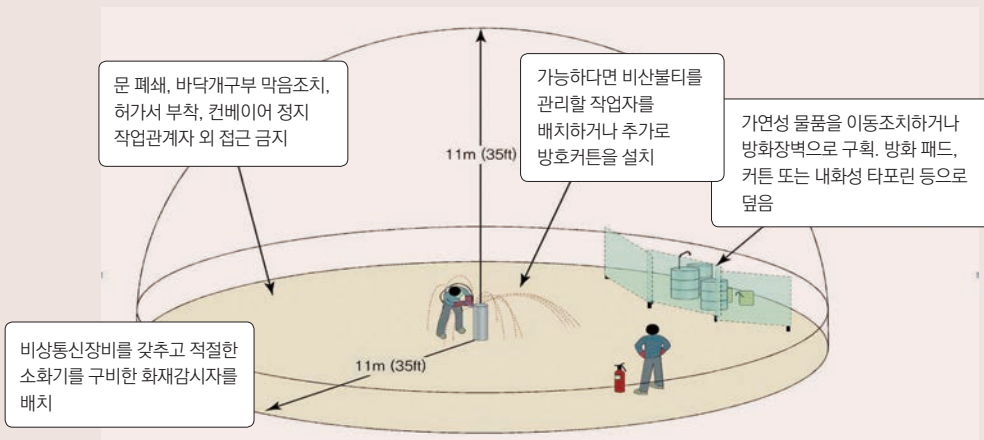 문 폐쇄, 바닥개구부 막음조치,
허가서 부착, 컨베이어 정지
작업관계자 외 접근 금지
가능하다면 비산불티를
관리할 작업자를
배치하거나 추가로
방호커튼을 설치
가연성 물품을 이동조치하거나
방화장벽으로 구획. 방화 패드,
커튼 또는 내화성 타포린 등으로
덮음
11m (35ft)
비상통신장비를 갖추고 적절한
소화기를 구비한 화재감시자를
배치
11m (35ft)